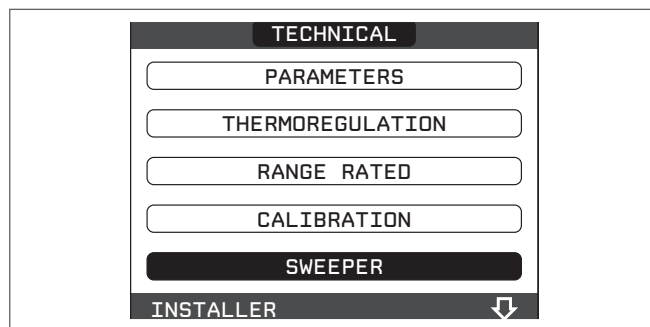 TECHNICAL
PARAMETERS
THERMOREGULATION
RANGE RATED
CALIBRATION
SWEEPER
INSTALLER